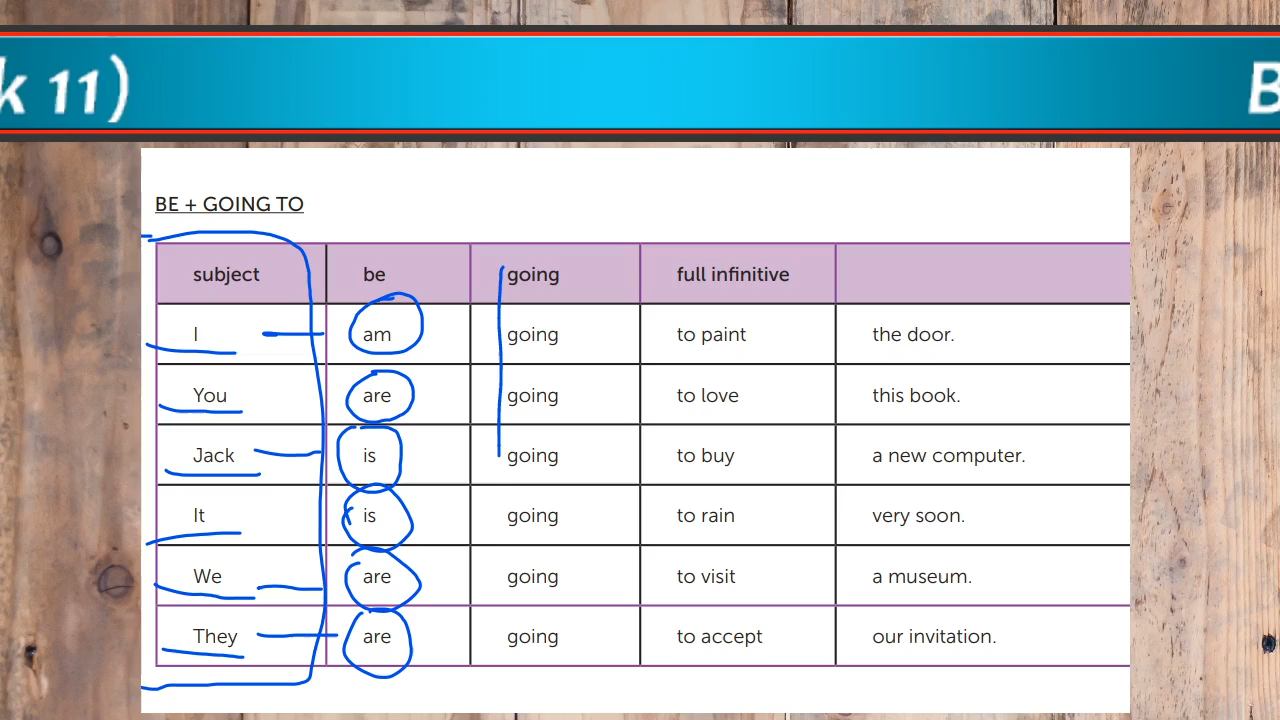 k 11)
B
BE + GOING TO
subject be going full infinitive
I am going to paint the door.
You are going to love this book.
Jack is going to buy a new computer.
It is going to rain very soon.
We are going to visit a museum.
They are going to accept our invitation.